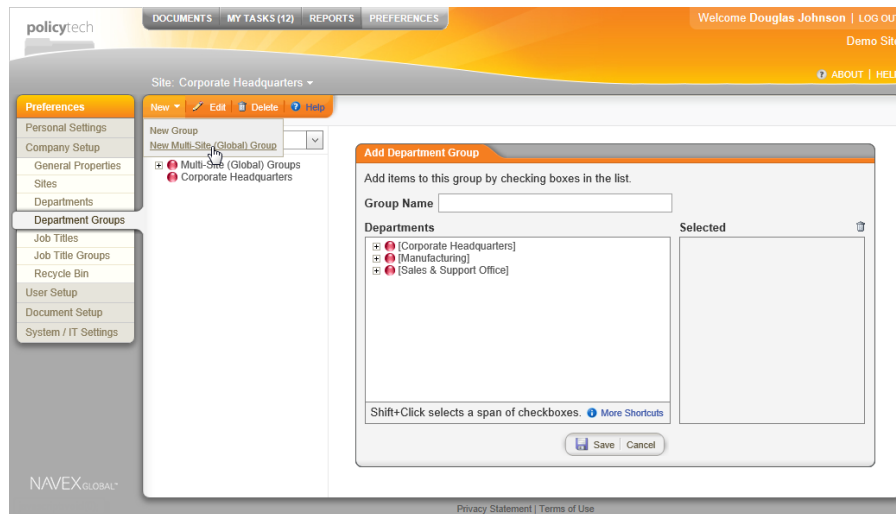 policytech
DOCUMENTS MY TASKS (12) REPORTS PREFERENCES
Welcome Douglas Johnson | LOG OUT
Demo Site
ABOUT | HELP
Site: Corporate Headquarters
Preferences
New Edit Delete Help
Personal Settings
Company Setup
General Properties
Sites
Departments
Department Groups
Job Titles
Job Title Groups
Recycle Bin
User Setup
Document Setup
System / IT Settings
New Group
New Multi-Site (Global) Group
Multi-Site (Global) Groups
Corporate Headquarters
Add Department Group
Add items to this group by checking boxes in the list.
Group Name
Departments
Selected
[Corporate Headquarters]
[Manufacturing]
[Sales & Support Office]
Shift+Click selects a span of checkboxes. More Shortcuts
Save Cancel
NAVEX GLOBAL
Privacy Statement | Terms of Use